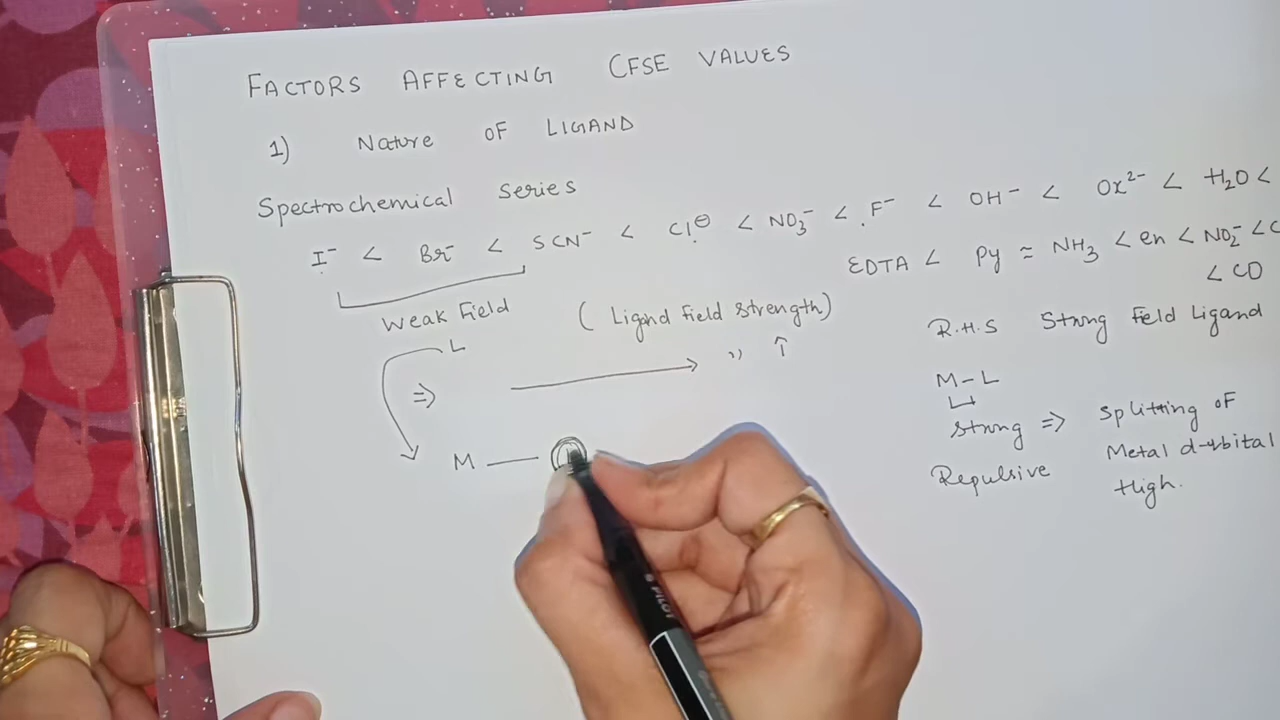 FACTORS AFFECTING CFSE VALUES
1) Nature OF LIGAND
Spectrochemical Series
I⁻ < Br⁻ < SCN⁻ < Cl⊖ < NO₃⁻ < F⁻ < OH⁻ < Ox²⁻ < H₂O <
EDTA < Py ≈ NH₃ < en < NO₂⁻ < C
< CO
Weak Field
L
(Ligand field strength)
⇒ → " ↑
M —
R.H.S Strong Field Ligand
M-L
Strong ⇒ Splitting OF
Repulsive Metal d-orbital
High.
PILOT